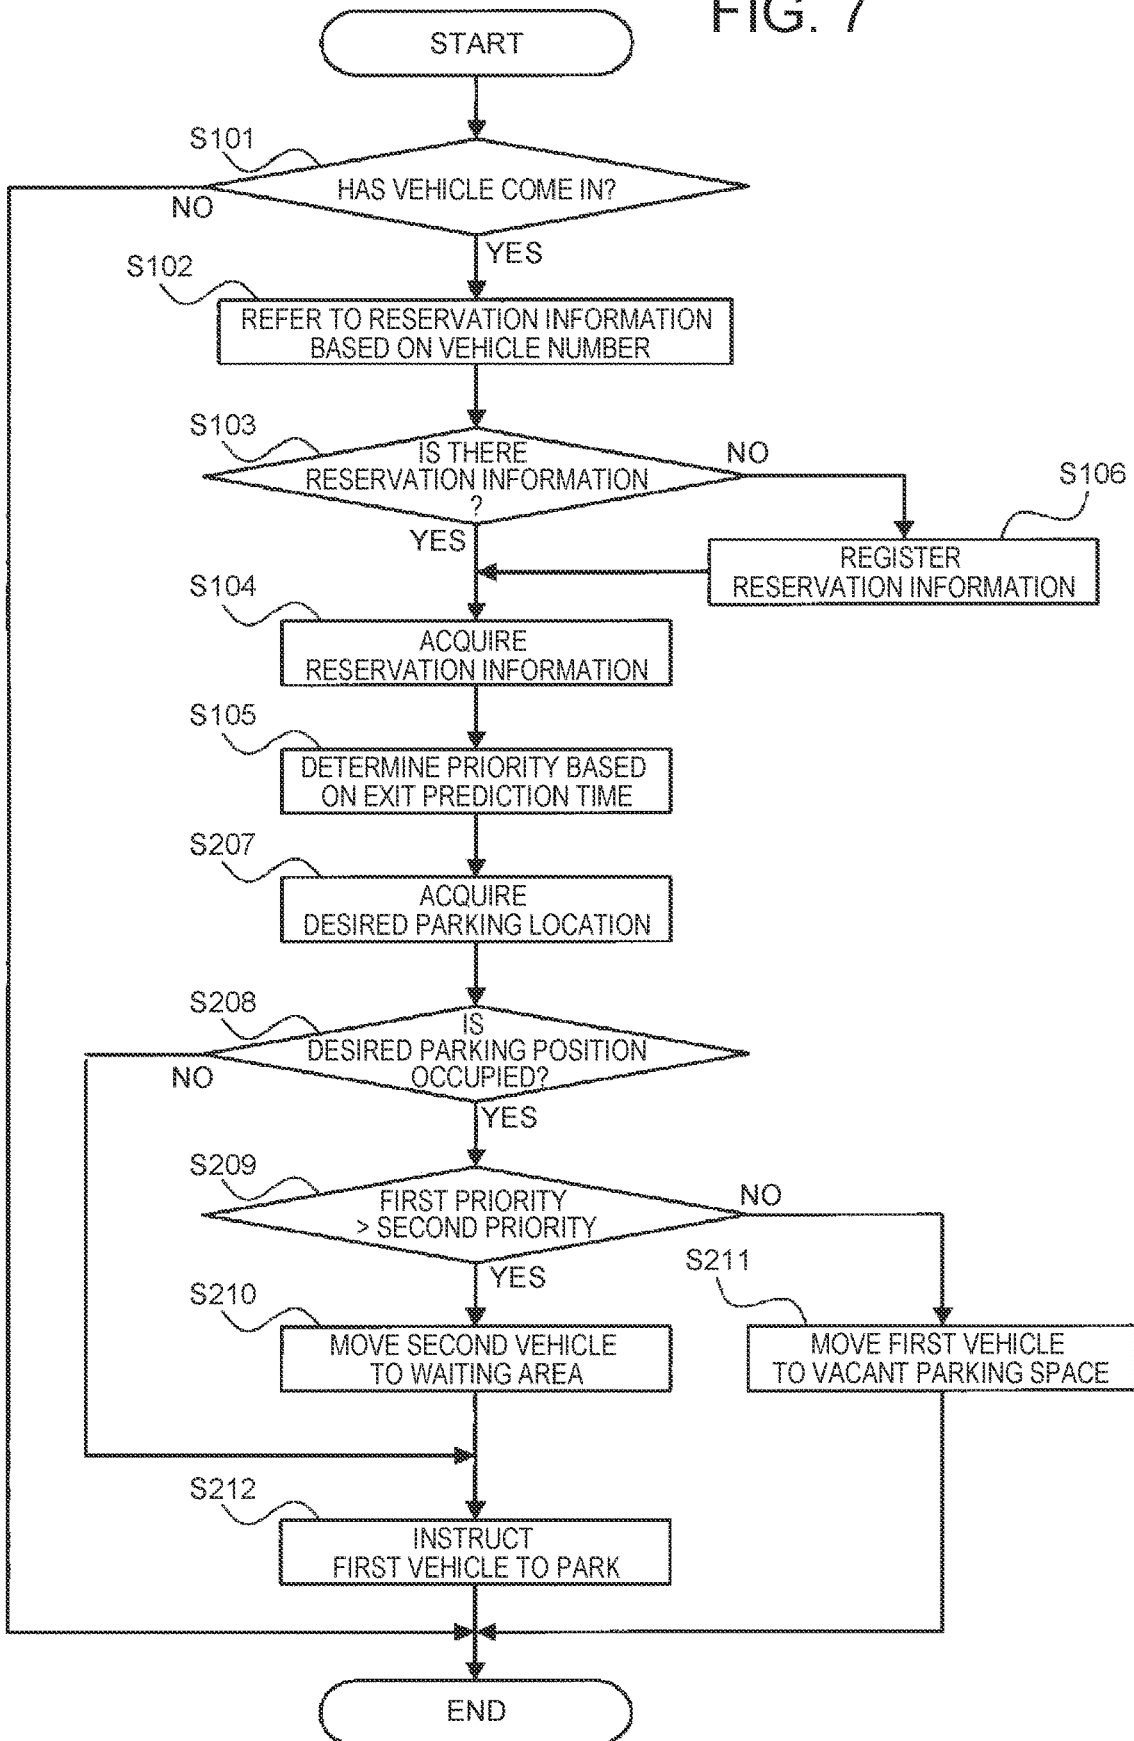 FIG. 7
START
S101
HAS VEHICLE COME IN?
NO
YES
S102
REFER TO RESERVATION INFORMATION
BASED ON VEHICLE NUMBER
S103
IS THERE
RESERVATION INFORMATION
?
NO
YES
S106
REGISTER
RESERVATION INFORMATION
S104
ACQUIRE
RESERVATION INFORMATION
S105
DETERMINE PRIORITY BASED
ON EXIT PREDICTION TIME
S207
ACQUIRE
DESIRED PARKING LOCATION
S208
IS
DESIRED PARKING POSITION
OCCUPIED?
NO
YES
S209
FIRST PRIORITY
> SECOND PRIORITY
NO
YES
S210
MOVE SECOND VEHICLE
TO WAITING AREA
S211
MOVE FIRST VEHICLE
TO VACANT PARKING SPACE
S212
INSTRUCT
FIRST VEHICLE TO PARK
END